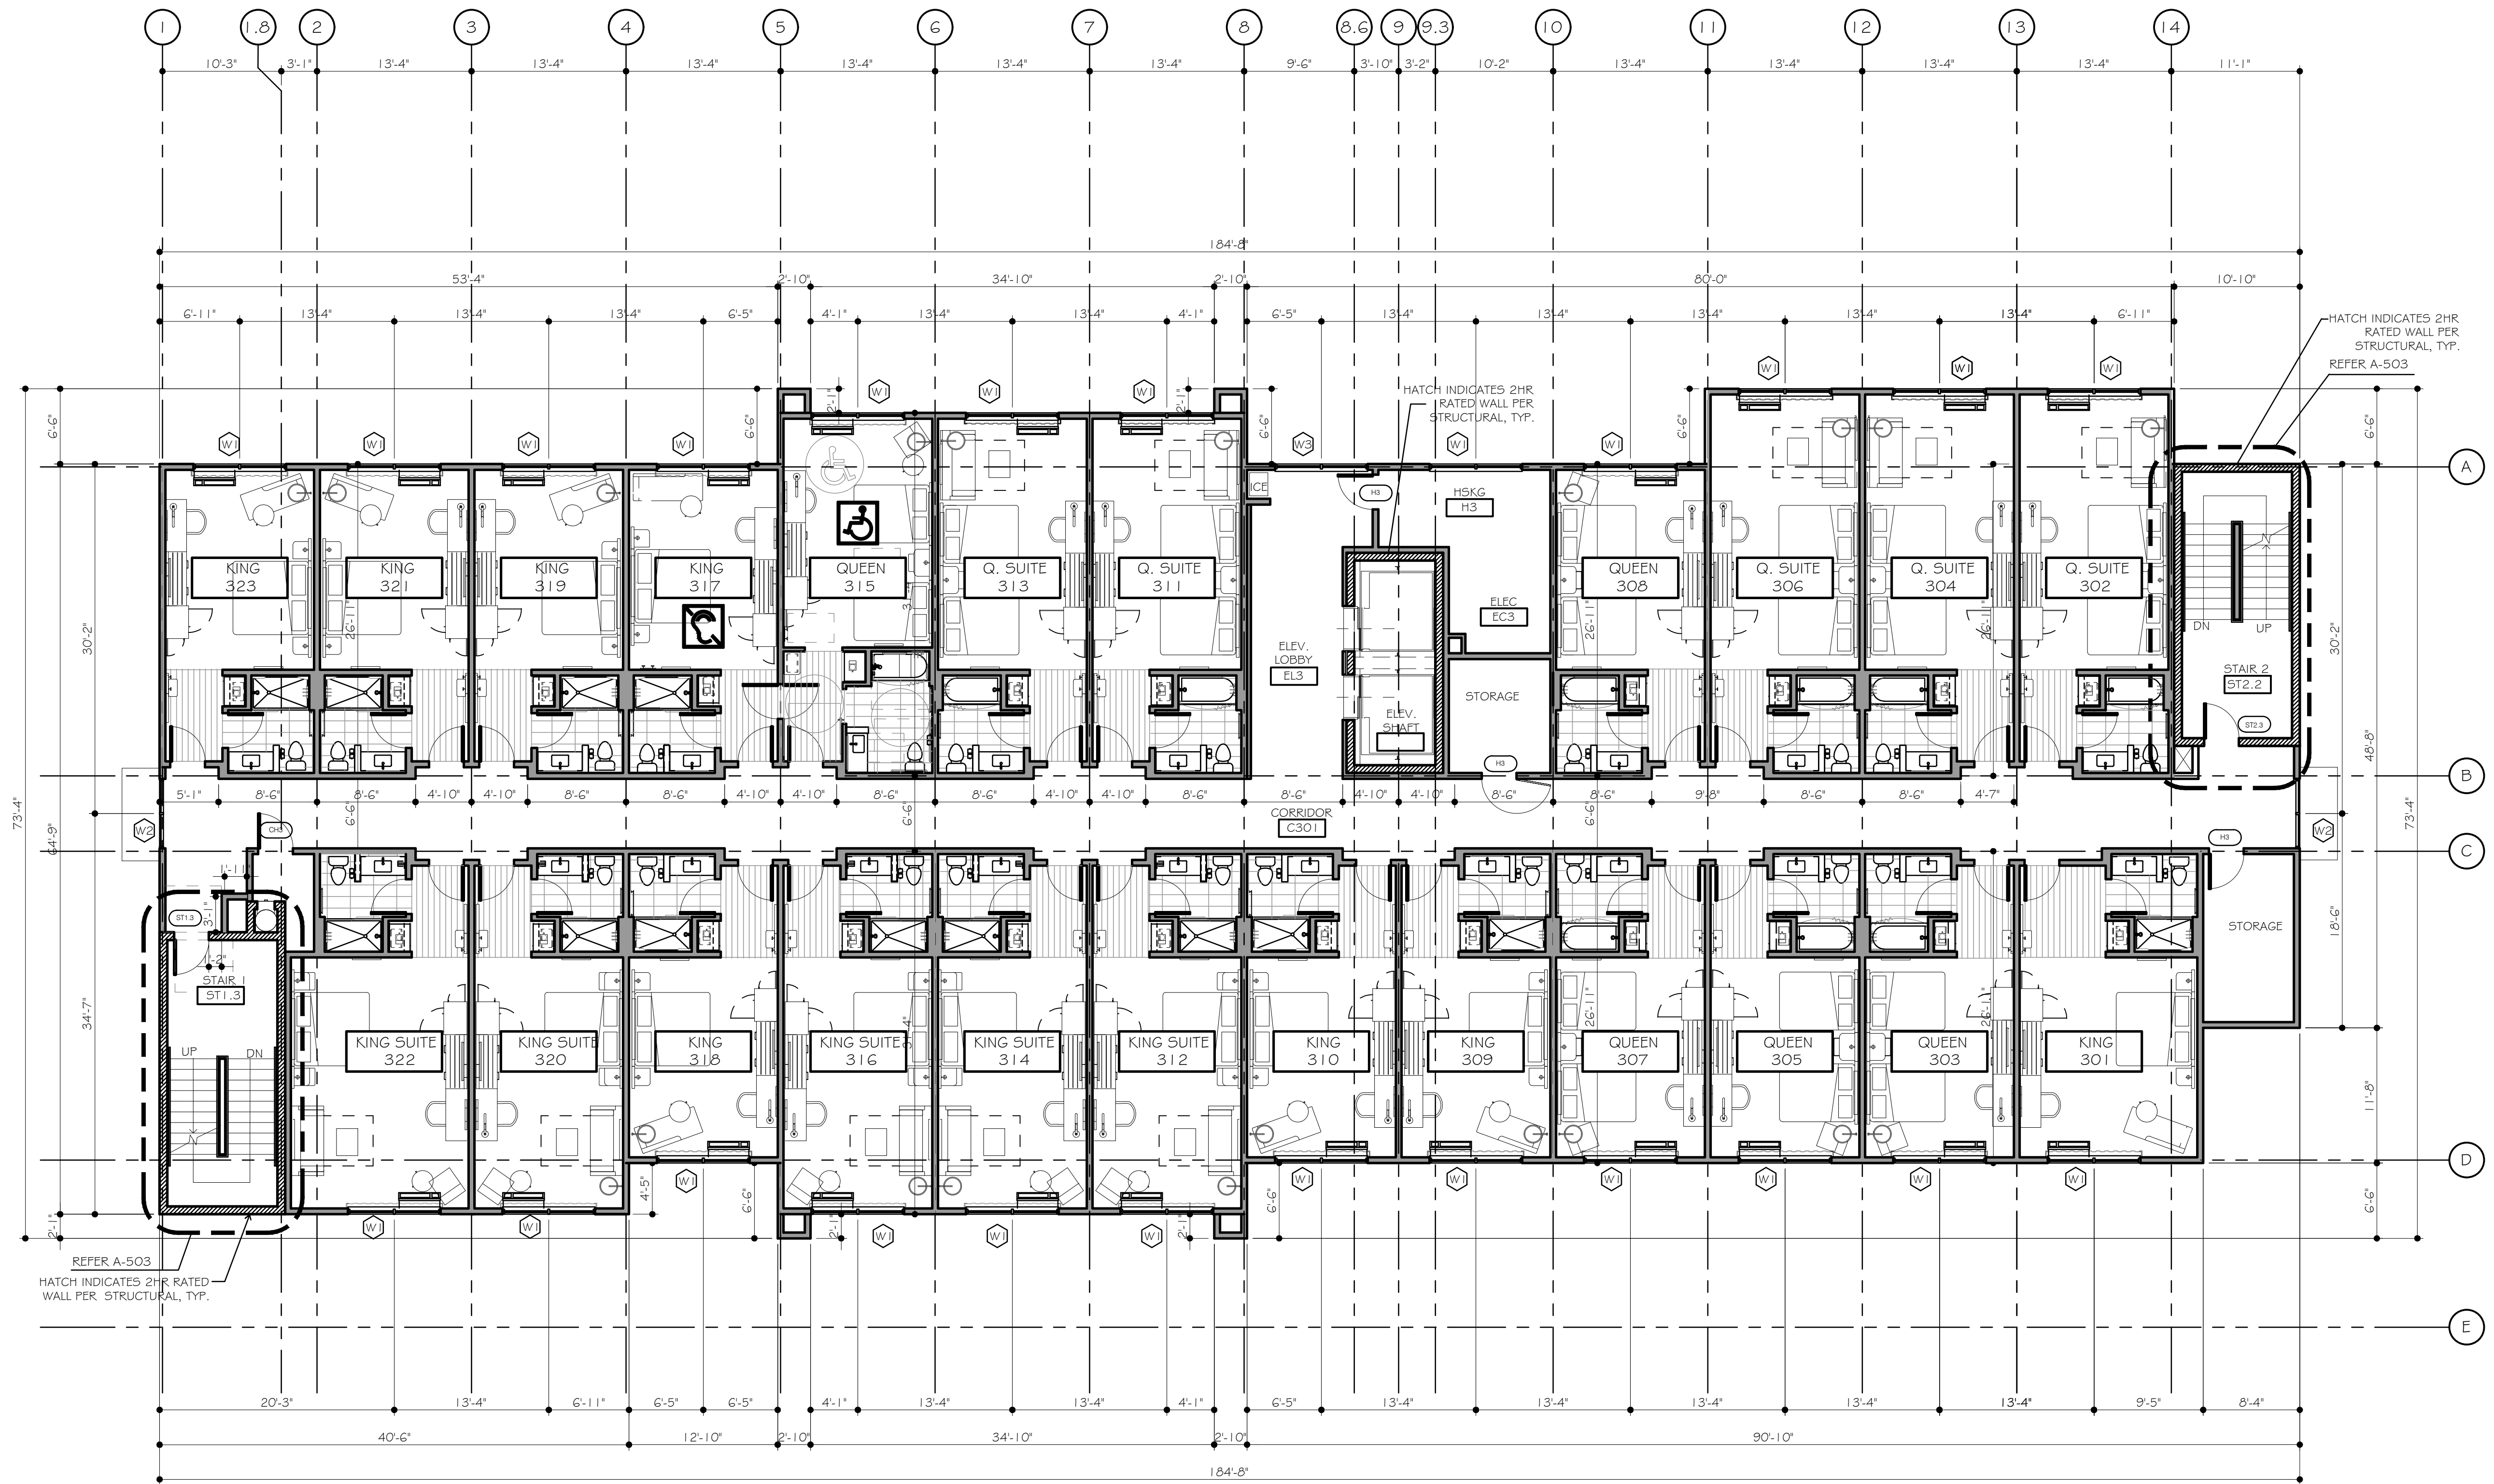 1 1.8 2 3 4 5 6 7 8 8.6 9 9.3 10 11 12 13 14
10'-3" 3'-1" 13'-4" 13'-4" 13'-4" 13'-4" 13'-4" 13'-4" 9'-6" 3'-10" 3'-2" 10'-2" 13'-4" 13'-4" 13'-4" 13'-4" 11'-1"
184'-8"
53'-4" 2'-10" 34'-10" 2'-10" 80'-0" 10'-10"
6'-11" 13'-4" 13'-4" 13'-4" 6'-5" 4'-1" 13'-4" 13'-4" 4'-1" 6'-5" 13'-4" 13'-4" 13'-4" 13'-4" 13'-4" 6'-11"
HATCH INDICATES 2HR
RATED WALL PER
STRUCTURAL, TYP.
REFER A-503
W1 W1 W1 W1 W1 W1
HATCH INDICATES 2HR
RATED WALL PER
STRUCTURAL, TYP.
2'-1" 2'-1"
6'-6" 6'-6" 6'-6" 6'-6" 6'-6"
W1 W1 W1 W1 W3 W1 W1
A
ICE
H3
HSKG
H3
KING
323
KING
321
KING
319
KING
317
QUEEN
315
Q. SUITE
313
Q. SUITE
311
QUEEN
308
Q. SUITE
306
Q. SUITE
304
Q. SUITE
302
ELEC
EC3
26'-11" 26'-11" 26'-11"
30'-2" 30'-2"
DN UP
ELEV.
LOBBY
EL3
STAIR 2
ST2.2
STORAGE
ELEV.
SHAFT
ST2.3
H3
48'-8"
B
5'-1" 8'-6" 8'-6" 4'-10" 4'-10" 8'-6" 8'-6" 4'-10" 4'-10" 8'-6" 8'-6" 4'-10" 4'-10" 8'-6" 8'-6" 4'-10" 4'-10" 8'-6" 8'-6" 9'-8" 8'-6" 8'-6" 4'-7"
6'-6" 6'-6" 6'-6"
CORRIDOR
C301
73'-4" 73'-4"
64'-9"
W2 CH3 H3 W2
C
1'-11"
ST1.3
3'-1"
STORAGE
18'-6"
STAIR 1
ST1.3
34'-7"
26'-11" 26'-11"
UP DN
KING SUITE
322
KING SUITE
320
KING
318
KING SUITE
316
KING SUITE
314
KING SUITE
312
KING
310
KING
309
QUEEN
307
QUEEN
305
QUEEN
303
KING
301
11'-8"
D
4'-5" 6'-6" 6'-6" 6'-6"
W1 W1 W1 W1 W1 W1 W1
2'-1" 2'-1" 2'-1"
W1 W1 W1 W1 W1
REFER A-503
HATCH INDICATES 2HR RATED
WALL PER STRUCTURAL, TYP.
E
20'-3" 13'-4" 6'-11" 6'-5" 6'-5" 4'-1" 13'-4" 13'-4" 4'-1" 6'-5" 13'-4" 13'-4" 13'-4" 13'-4" 13'-4" 9'-5" 8'-4"
40'-6" 12'-10" 2'-10" 34'-10" 2'-10" 90'-10"
184'-8"